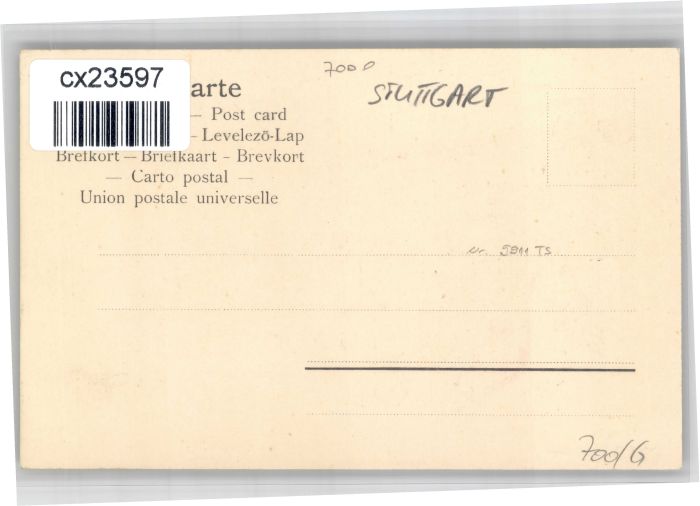 cx23597
7000
STUTTGART
arte
— Post card
— Levelező-Lap
Brefkort — Briefkaart - Brevkort
— Carto postal —
Union postale universelle
Nr. 5911 TS
700/G